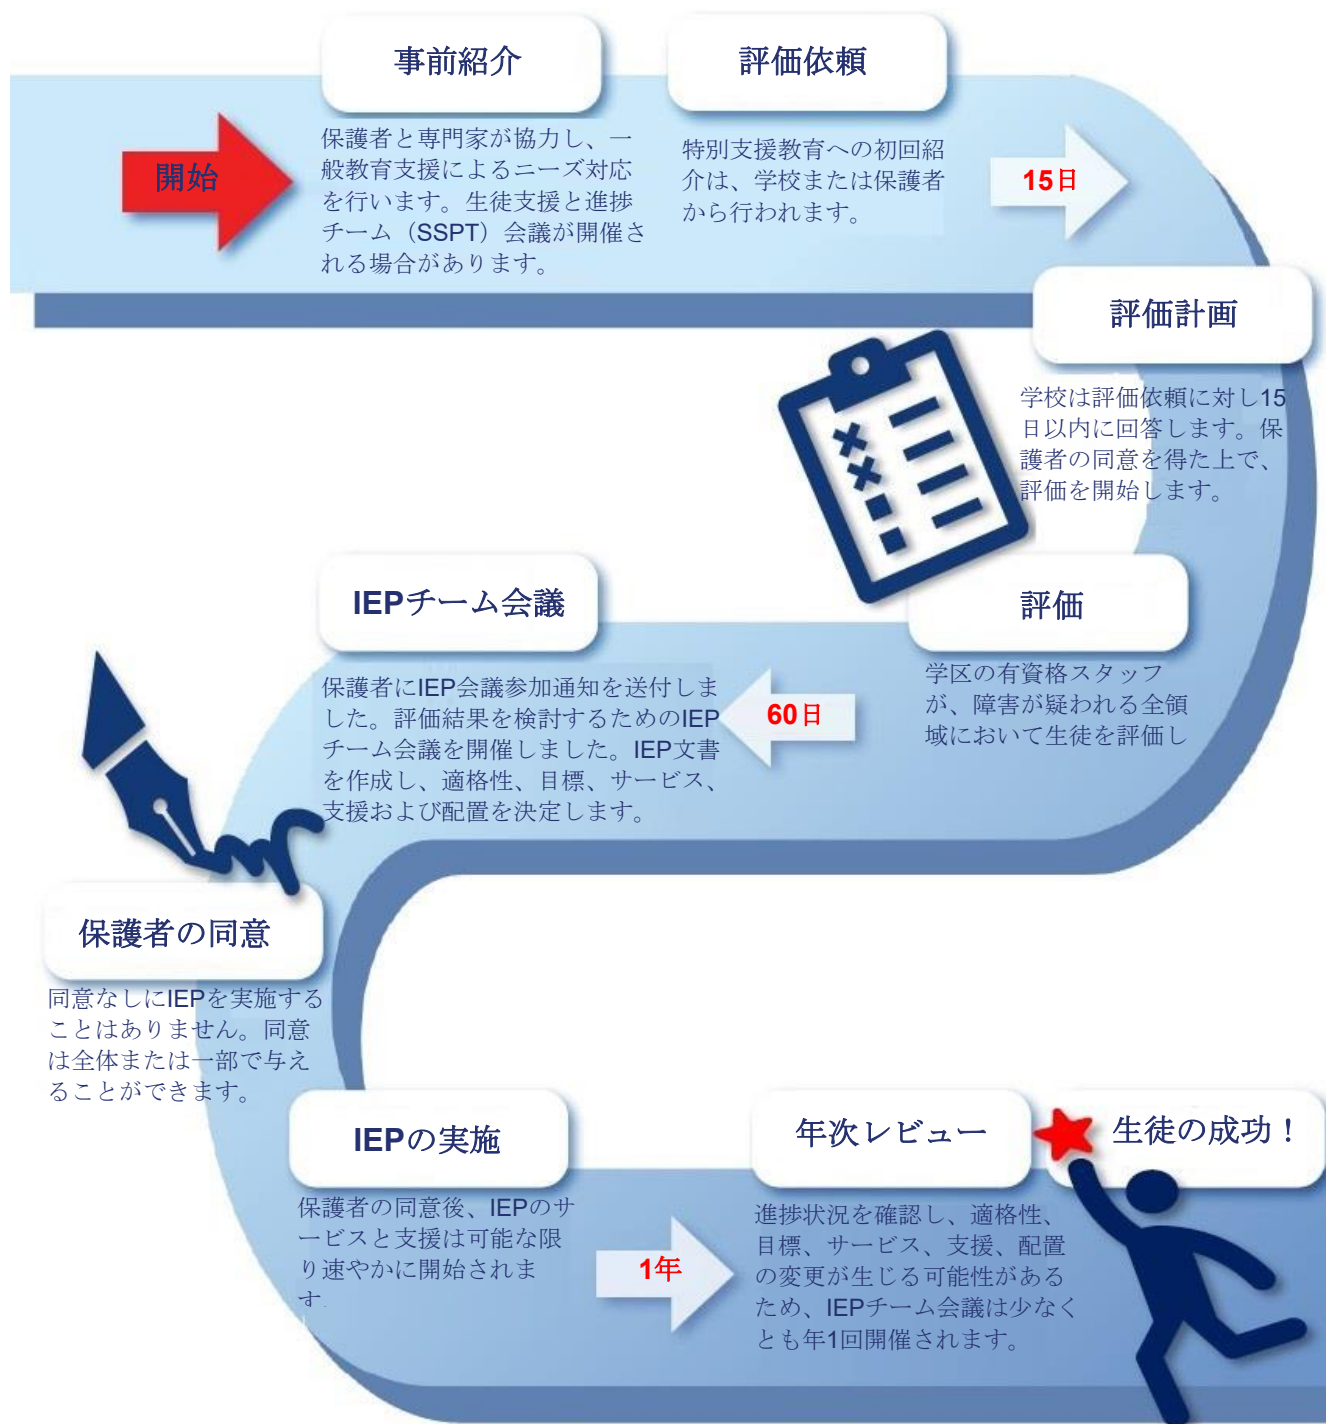 開始
事前紹介
保護者と専門家が協力し、一
般教育支援によるニーズ対応
を行います。生徒支援と進捗
チーム（SSPT）会議が開催さ
れる場合があります。
評価依頼
特別支援教育への初回紹
介は、学校または保護者
から行われます。
15日
評価計画
学校は評価依頼に対し15
日以内に回答します。保
護者の同意を得た上で、
評価を開始します。
評価
学区の有資格スタッフ
が、障害が疑われる全領
域において生徒を評価し
60日
IEPチーム会議
保護者にIEP会議参加通知を送付しま
した。評価結果を検討するためのIEP
チーム会議を開催しました。IEP文書
を作成し、適格性、目標、サービス、
支援および配置を決定します。
保護者の同意
同意なしにIEPを実施する
ことはありません。同意
は全体または一部で与え
ることができます。
IEPの実施
保護者の同意後、IEPのサ
ービスと支援は可能な限
り速やかに開始されま
す.
1年
年次レビュー
進捗状況を確認し、適格性、
目標、サービス、支援、配置
の変更が生じる可能性がある
ため、IEPチーム会議は少なく
とも年1回開催されます。
生徒の成功！